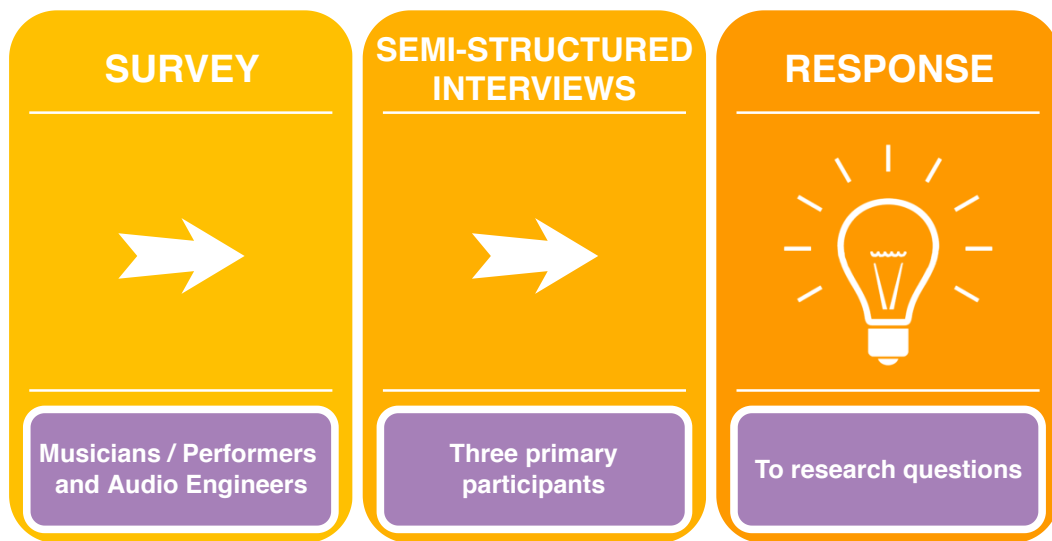 SURVEY
Musicians / Performers
and Audio Engineers
SEMI-STRUCTURED
INTERVIEWS
Three primary
participants
RESPONSE
To research questions